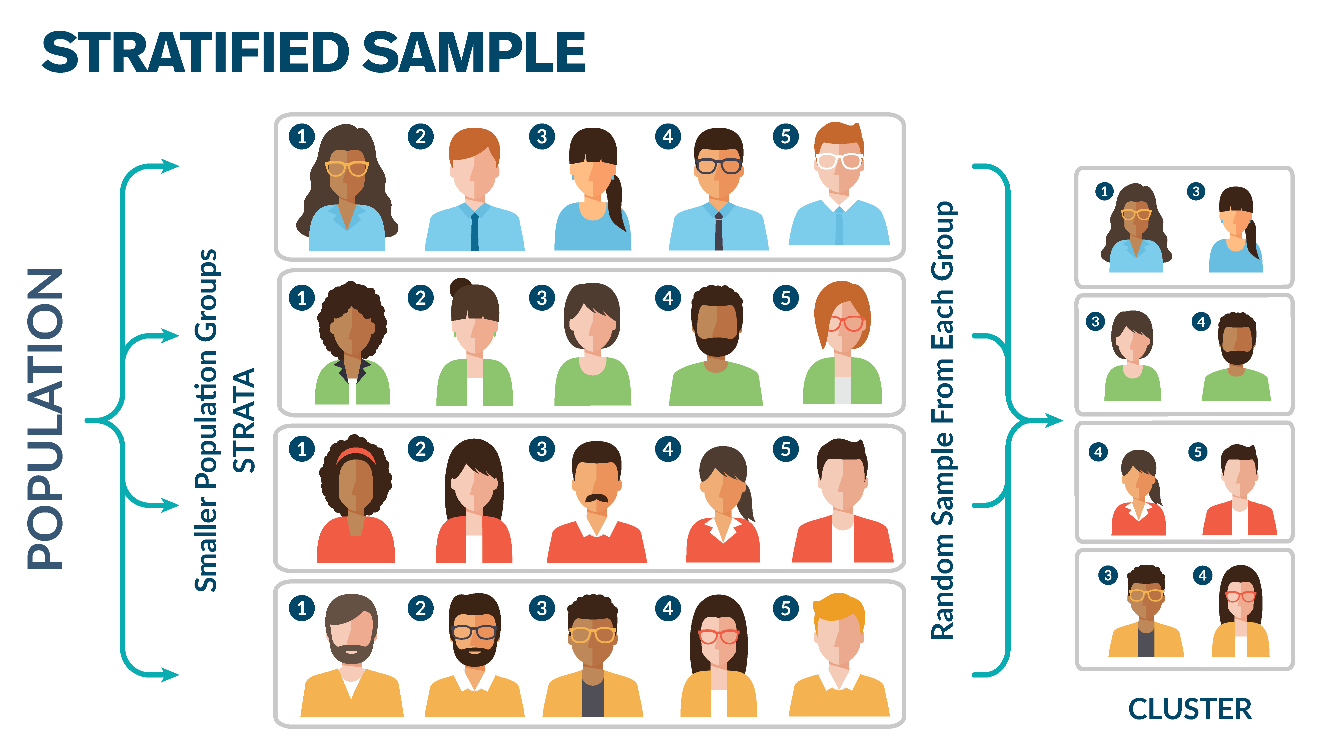 STRATIFIED SAMPLE
POPULATION
Smaller Population Groups
STRATA
1 2 3 4 5
1 2 3 4 5
1 2 3 4 5
1 2 3 4 5
Random Sample From Each Group
1 3
3 4
4 5
3 4
CLUSTER